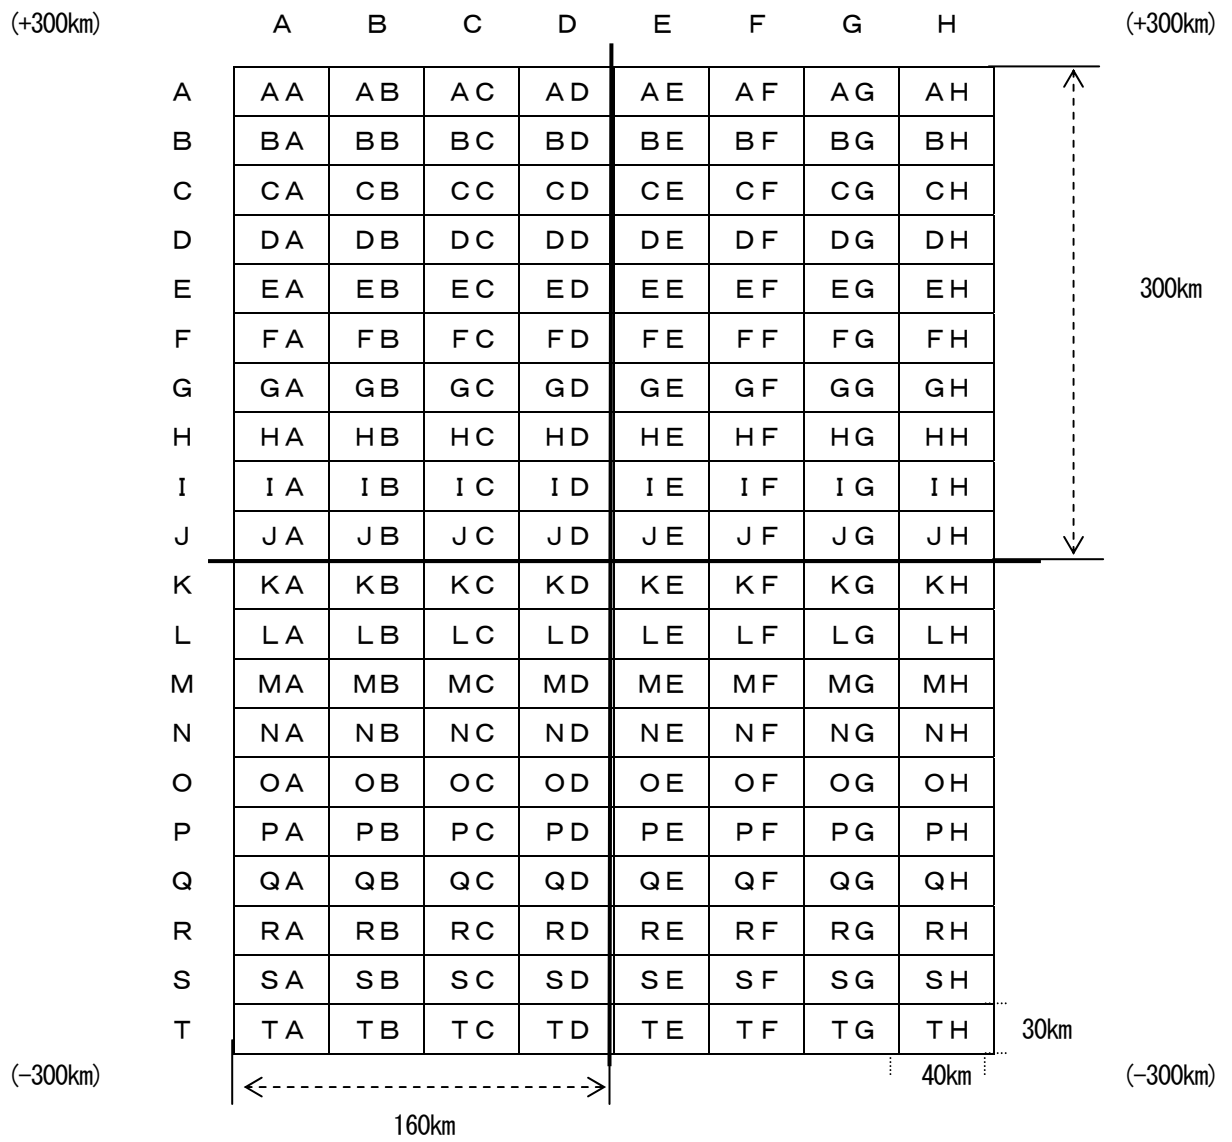 (+300km) A B C D E F G H (+300km)
A AA AB AC AD AE AF AG AH
B BA BB BC BD BE BF BG BH
C CA CB CC CD CE CF CG CH
D DA DB DC DD DE DF DG DH
E EA EB EC ED EE EF EG EH 300km
F FA FB FC FD FE FF FG FH
G GA GB GC GD GE GF GG GH
H HA HB HC HD HE HF HG HH
I IA IB IC ID IE IF IG IH
J JA JB JC JD JE JF JG JH
K KA KB KC KD KE KF KG KH
L LA LB LC LD LE LF LG LH
M MA MB MC MD ME MF MG MH
N NA NB NC ND NE NF NG NH
O OA OB OC OD OE OF OG OH
P PA PB PC PD PE PF PG PH
Q QA QB QC QD QE QF QG QH
R RA RB RC RD RE RF RG RH
S SA SB SC SD SE SF SG SH
T TA TB TC TD TE TF TG TH 30km
(-300km) 40km (-300km)
160km